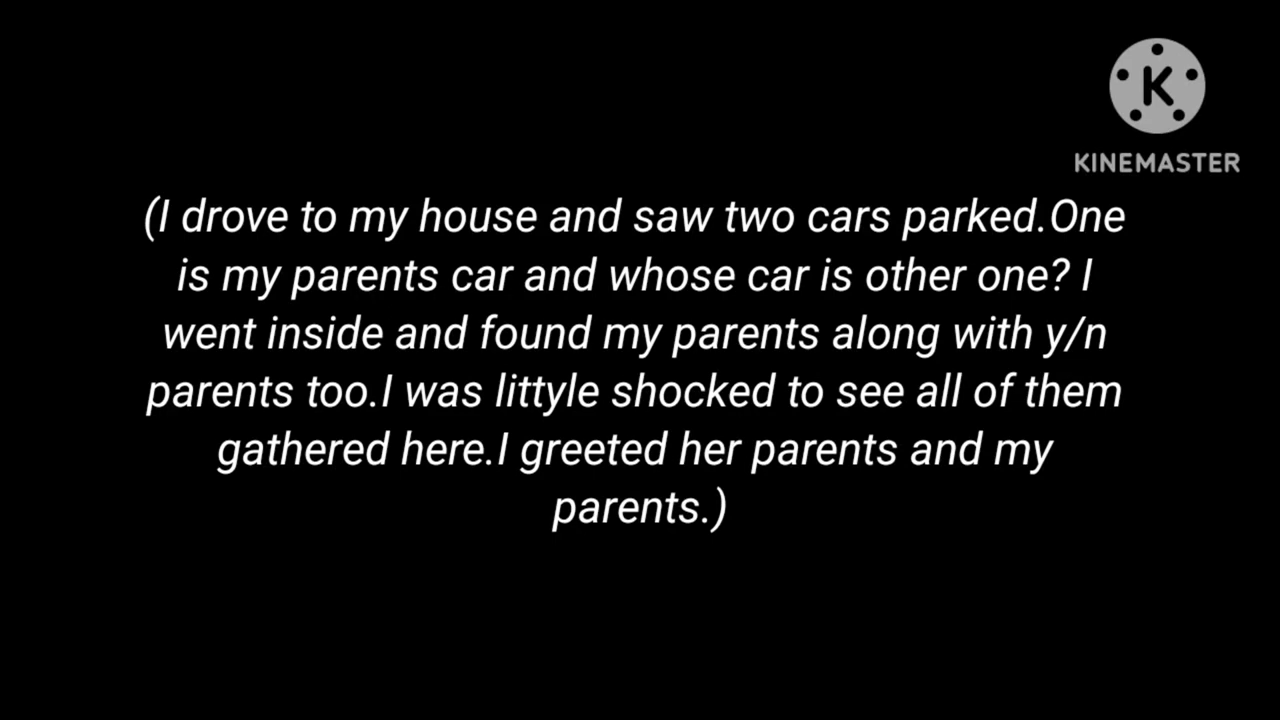 K
KINEMASTER
(I drove to my house and saw two cars parked.One
is my parents car and whose car is other one? I
went inside and found my parents along with y/n
parents too.I was littyle shocked to see all of them
gathered here.I greeted her parents and my
parents.)